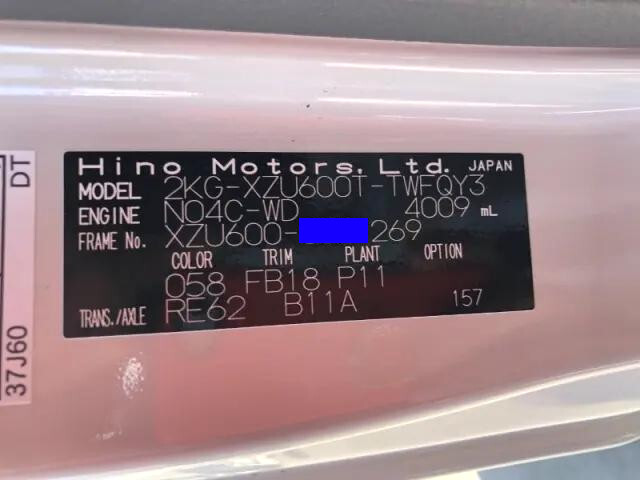 Hino Motors,Ltd. JAPAN
MODEL 2KG-XZU600T-TWFQY3
ENGINE N04C-WD 4009 mL
FRAME No. XZU600- 269
COLOR TRIM PLANT OPTION
058 FB18 P11
TRANS./AXLE RE62 B11A 157
DT
37J60